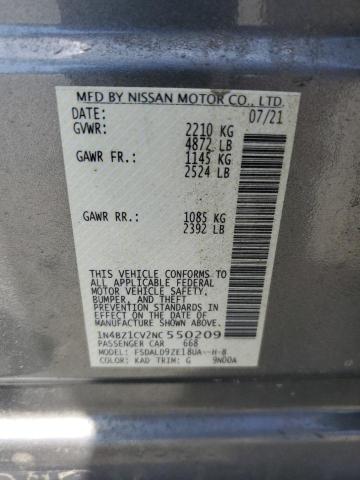 MFD BY NISSAN MOTOR CO., LTD.
DATE: 07/21
GVWR: 2210 KG
4872 LB
GAWR FR.: 1145 KG
2524 LB
GAWR RR.: 1085 KG
2392 LB
THIS VEHICLE CONFORMS TO
ALL APPLICABLE FEDERAL
MOTOR VEHICLE SAFETY,
BUMPER, AND THEFT
PREVENTION STANDARDS IN
EFFECT ON THE DATE OF
MANUFACTURE SHOWN ABOVE.
1N4BZ1CV2NC 550209
PASSENGER CAR 668
MODEL: FSDALD9ZE18UA--H-8
COLOR: KAD TRIM: G 9N00A